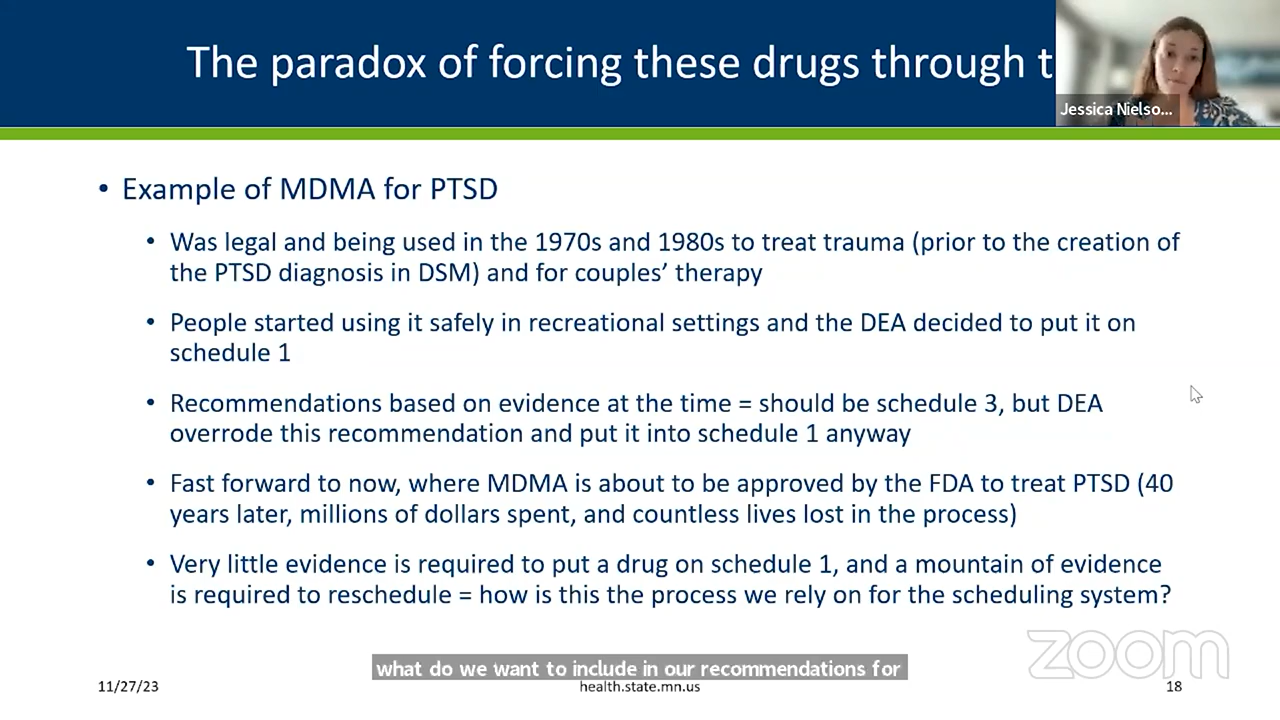 The paradox of forcing these drugs through t
Jessica Nielso...
• Example of MDMA for PTSD
• Was legal and being used in the 1970s and 1980s to treat trauma (prior to the creation of
the PTSD diagnosis in DSM) and for couples’ therapy
• People started using it safely in recreational settings and the DEA decided to put it on
schedule 1
• Recommendations based on evidence at the time = should be schedule 3, but DEA
overrode this recommendation and put it into schedule 1 anyway
• Fast forward to now, where MDMA is about to be approved by the FDA to treat PTSD (40
years later, millions of dollars spent, and countless lives lost in the process)
• Very little evidence is required to put a drug on schedule 1, and a mountain of evidence
is required to reschedule = how is this the process we rely on for the scheduling system?
zoom
what do we want to include in our recommendations for
11/27/23
health.state.mn.us
18